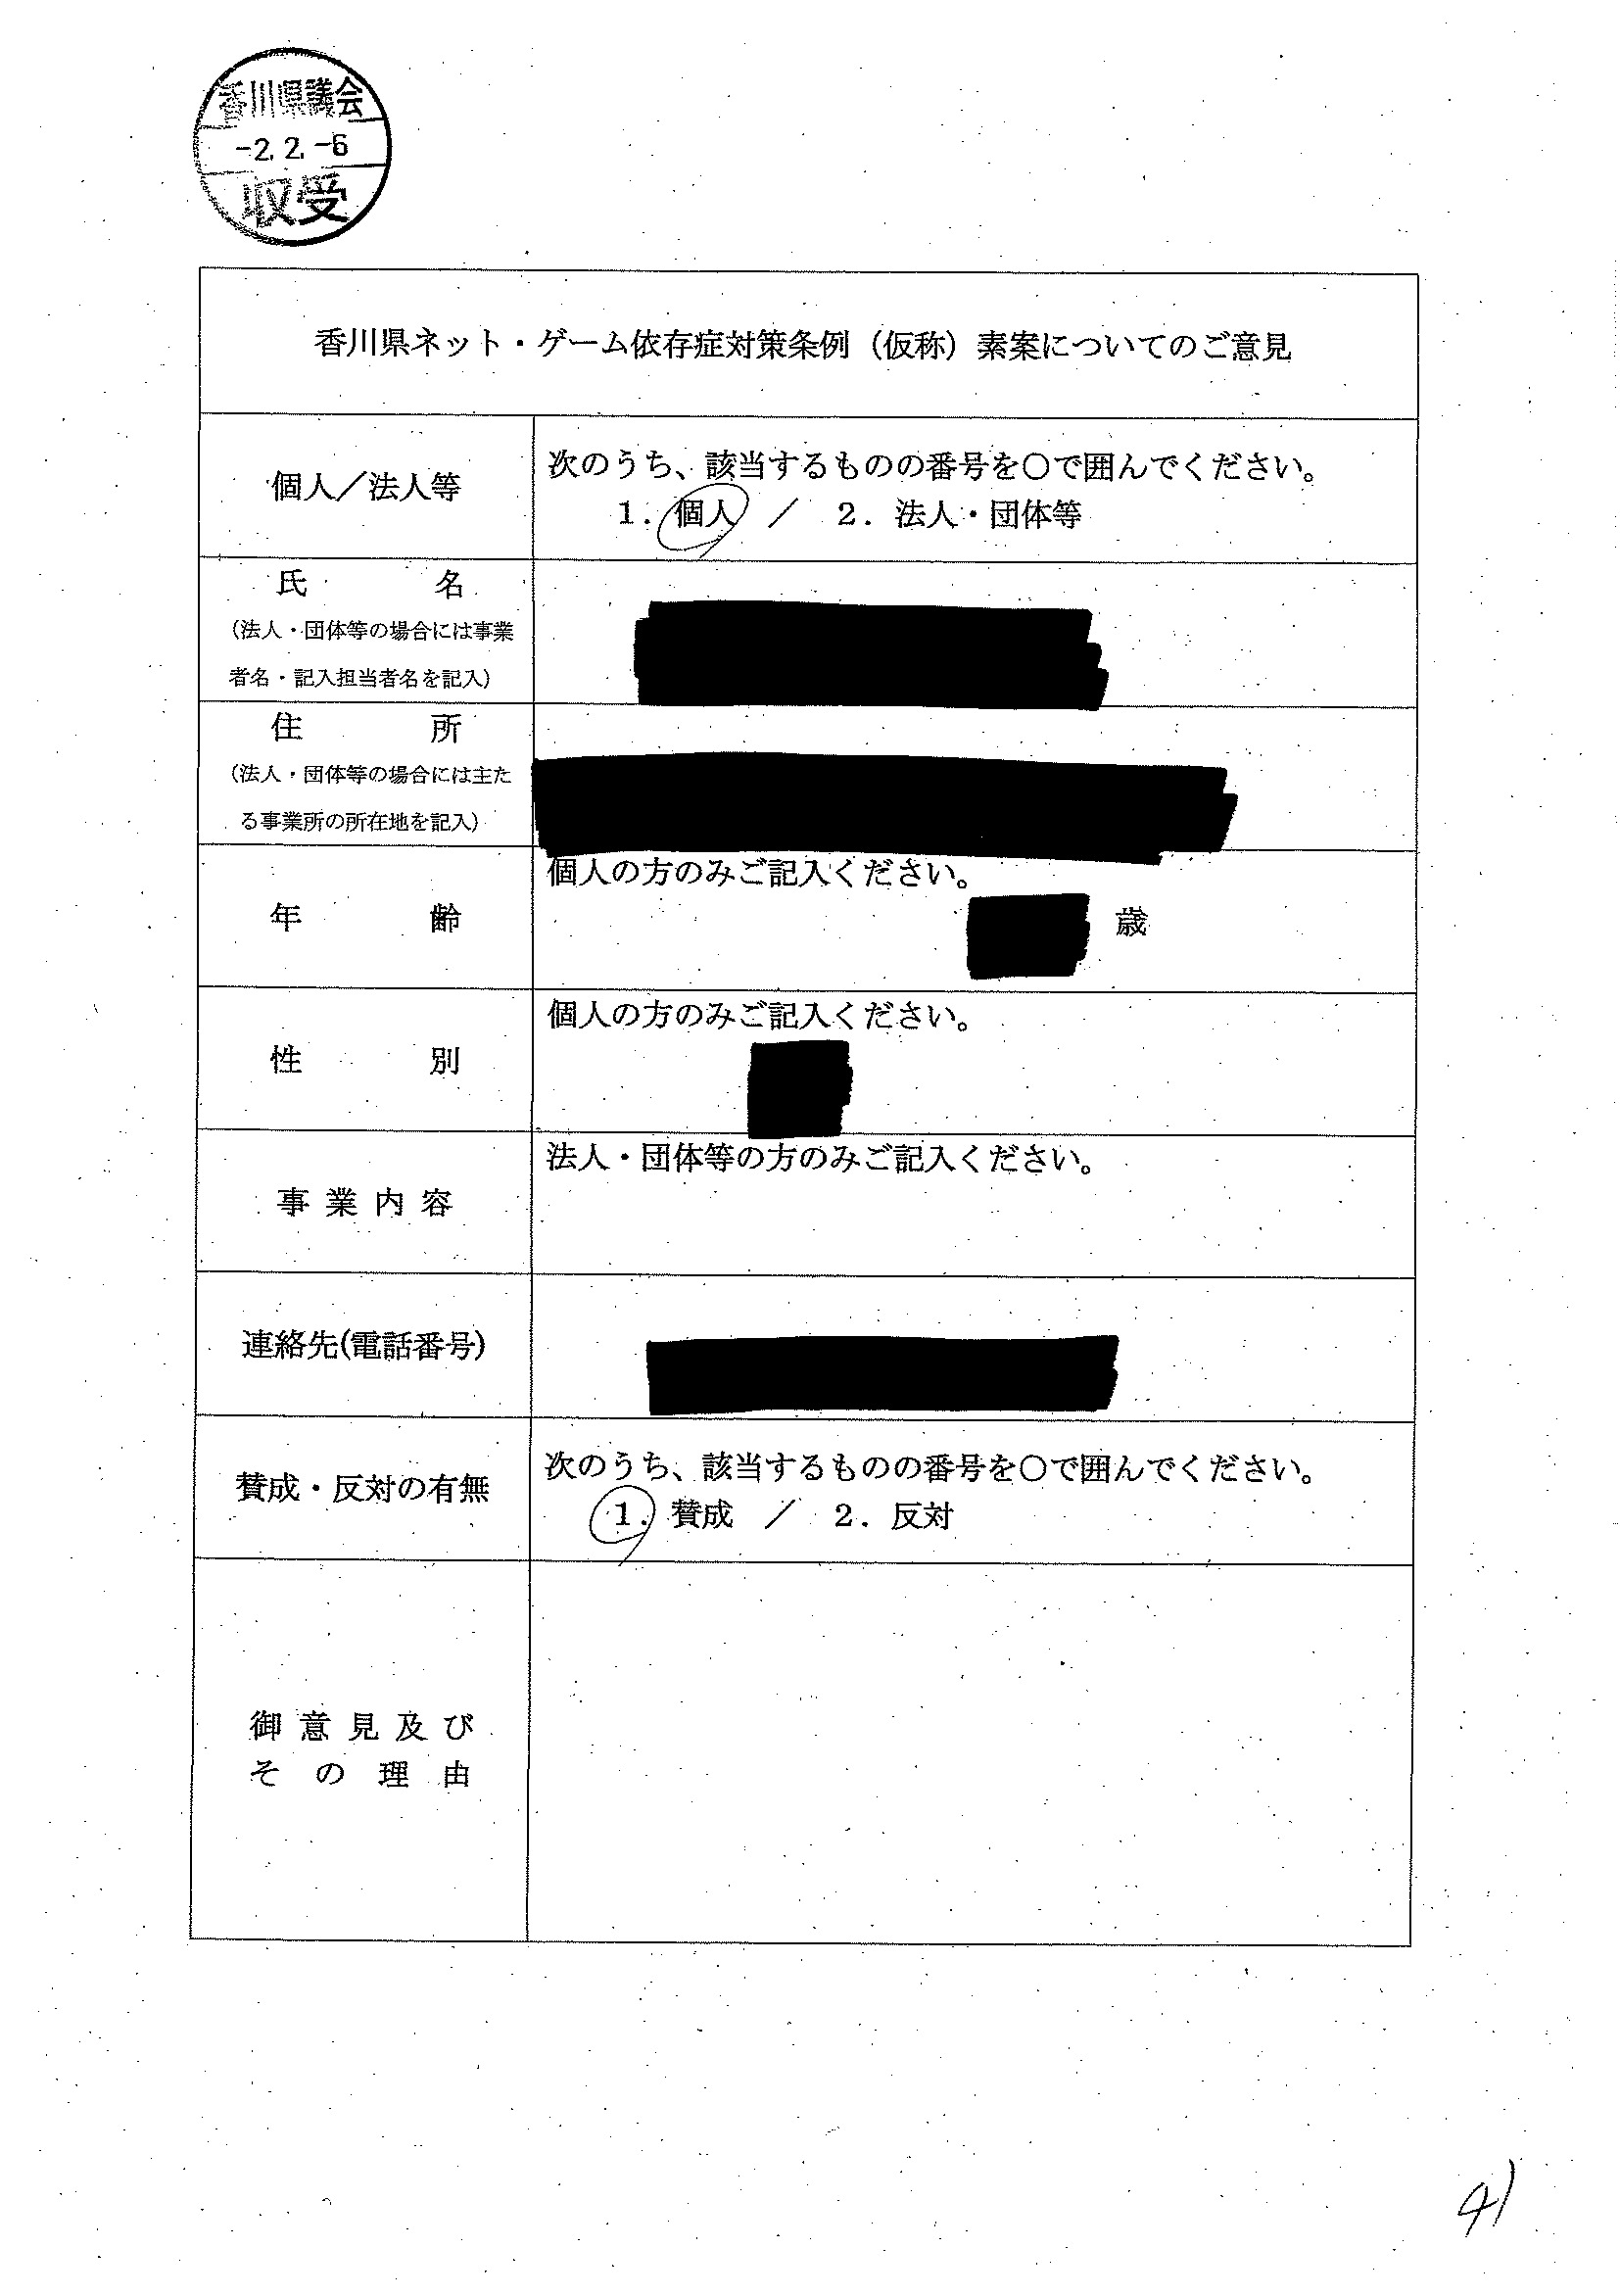 香川県議会
-2.2.-6
収受
香川県ネット・ゲーム依存症対策条例（仮称）素案についてのご意見
個人／法人等
次のうち、該当するものの番号を○で囲んでください。
1．個人 ／ 2．法人・団体等
氏 名
（法人・団体等の場合には事業
者名・記入担当者名を記入）
住 所
（法人・団体等の場合には主た
る事業所の所在地を記入）
年 齢
個人の方のみご記入ください。
歳
性 別
個人の方のみご記入ください。
事業内容
法人・団体等の方のみご記入ください。
連絡先(電話番号)
賛成・反対の有無
次のうち、該当するものの番号を○で囲んでください。
1．賛成 ／ 2．反対
御意見及び
その理由
41